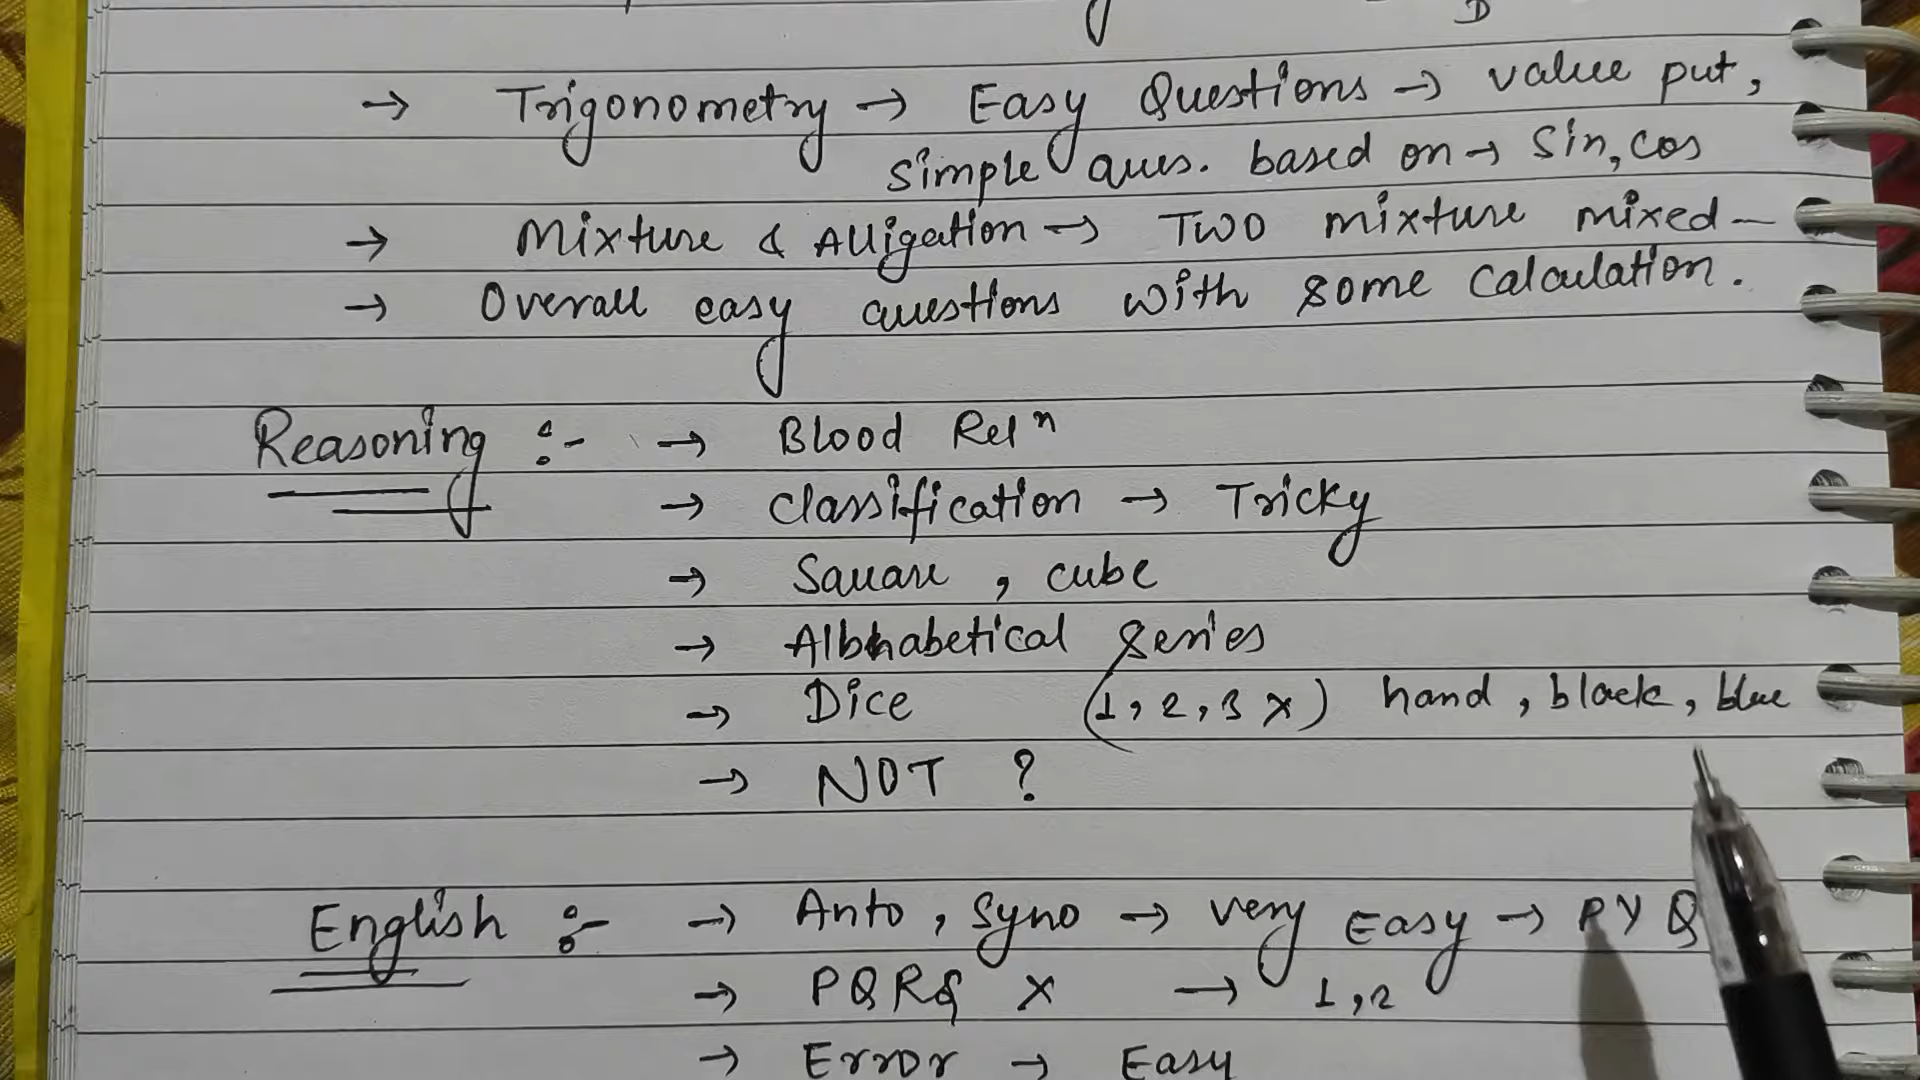 → Trigonometry → Easy Questions → value put,
simple ques. based on → Sin, cos
→ Mixture & Alligation → Two mixture mixed—
→ Overall easy questions with some calculation.
Reasoning :- → Blood Relⁿ
→ classification → Tricky
→ Square, cube
→ Alphabetical series
→ Dice (1, 2, 3 x) hand, black, blue
→ NOT ?
English :- → Anto, Syno → very Easy → PYQ
→ PQRS X → 1,2
→ Error → Easy